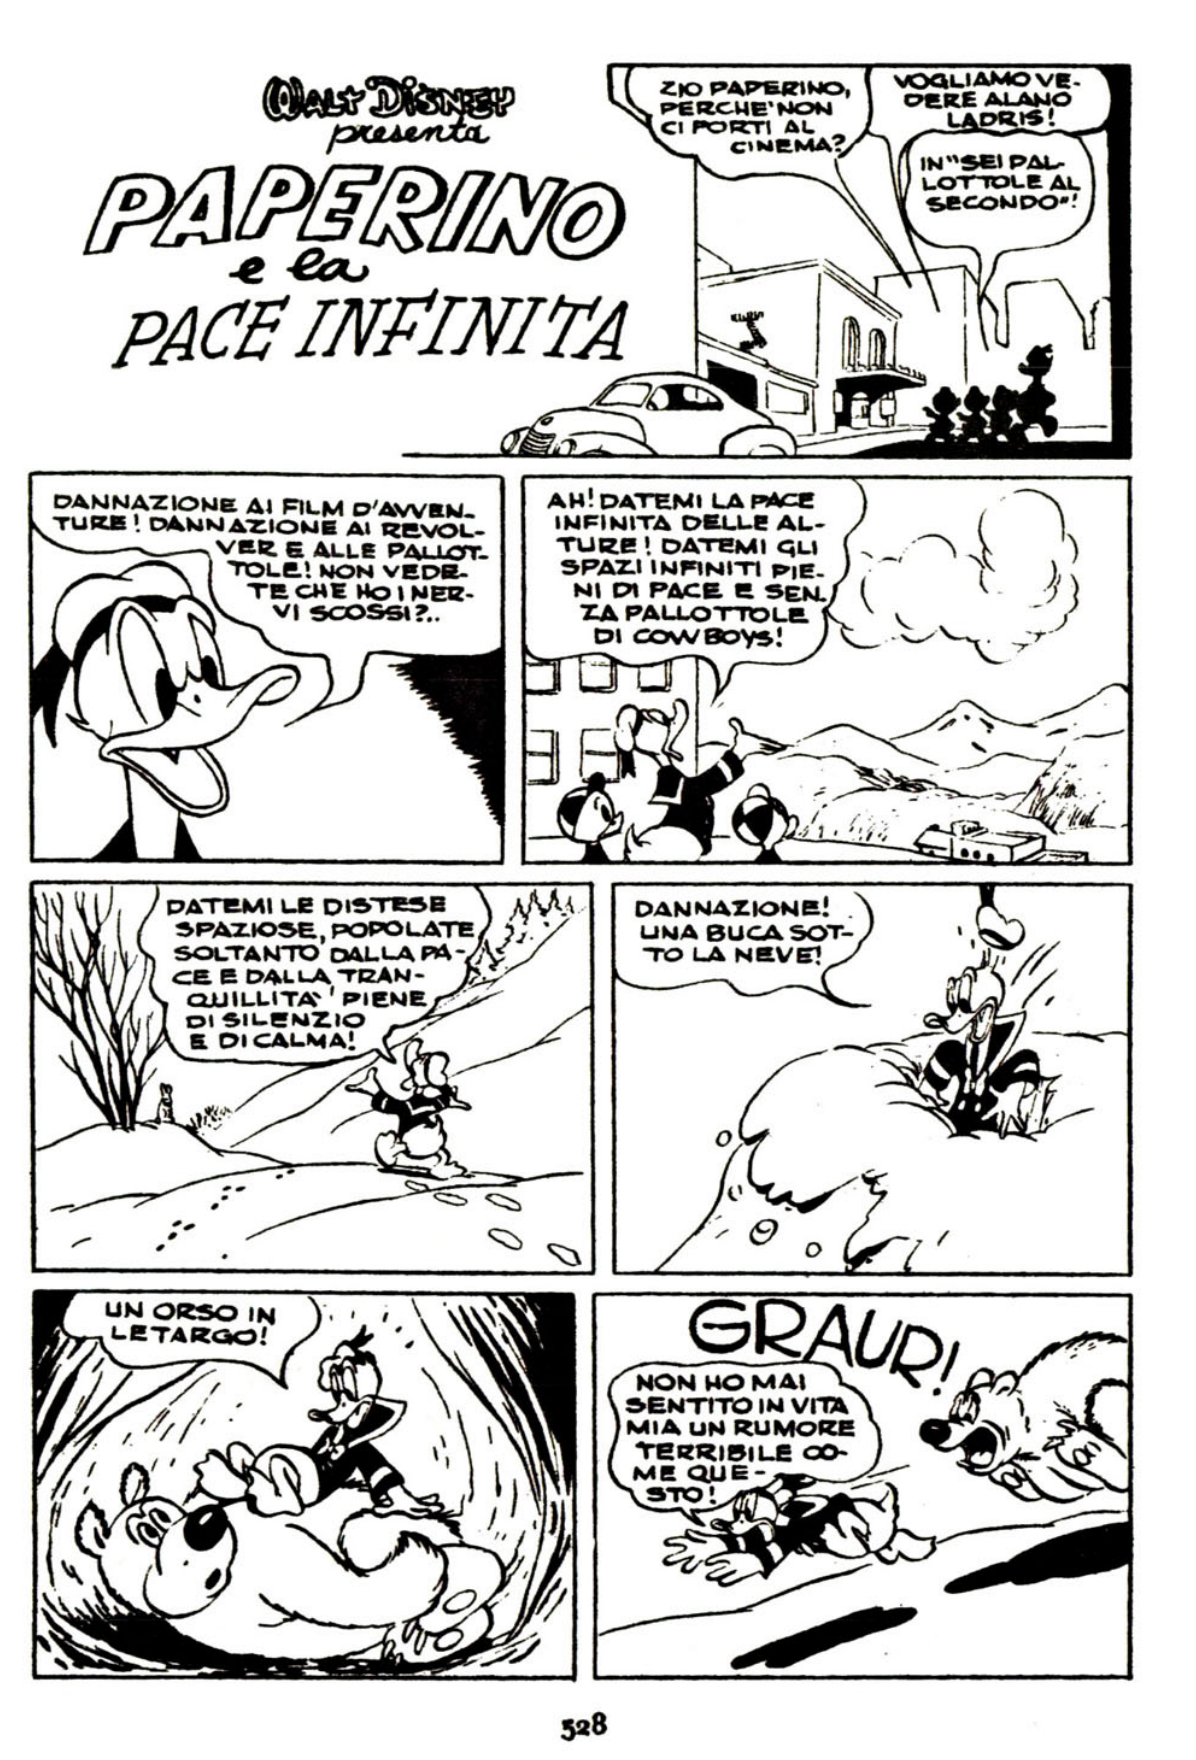 WALT DISNEY
presenta
PAPERINO
e la
PACE INFINITA
ZIO PAPERINO,
PERCHE' NON
CI PORTI AL
CINEMA?
VOGLIAMO VE-
DERE ALANO
LADRIS!
IN "SEI PAL-
LOTTOLE AL
SECONDO"!
DANNAZIONE AI FILM D'AVVEN-
TURE! DANNAZIONE AI REVOL-
VER E ALLE PALLOT-
TOLE! NON VEDE-
TE CHE HO I NER-
VI SCOSSI?..
AH! DATEMI LA PACE
INFINITA DELLE AL-
TURE! DATEMI GLI
SPAZI INFINITI PIE-
NI DI PACE E SEN-
ZA PALLOTTOLE
DI COWBOYS!
DATEMI LE DISTESE
SPAZIOSE, POPOLATE
SOLTANTO DALLA PA-
CE E DALLA TRAN-
QUILLITA', PIENE
DI SILENZIO
E DI CALMA!
DANNAZIONE!
UNA BUCA SOT-
TO LA NEVE!
UN ORSO IN
LETARGO!
GRAUR!
NON HO MAI
SENTITO IN VITA
MIA UN RUMORE
TERRIBILE CO-
ME QUE-
STO!
528